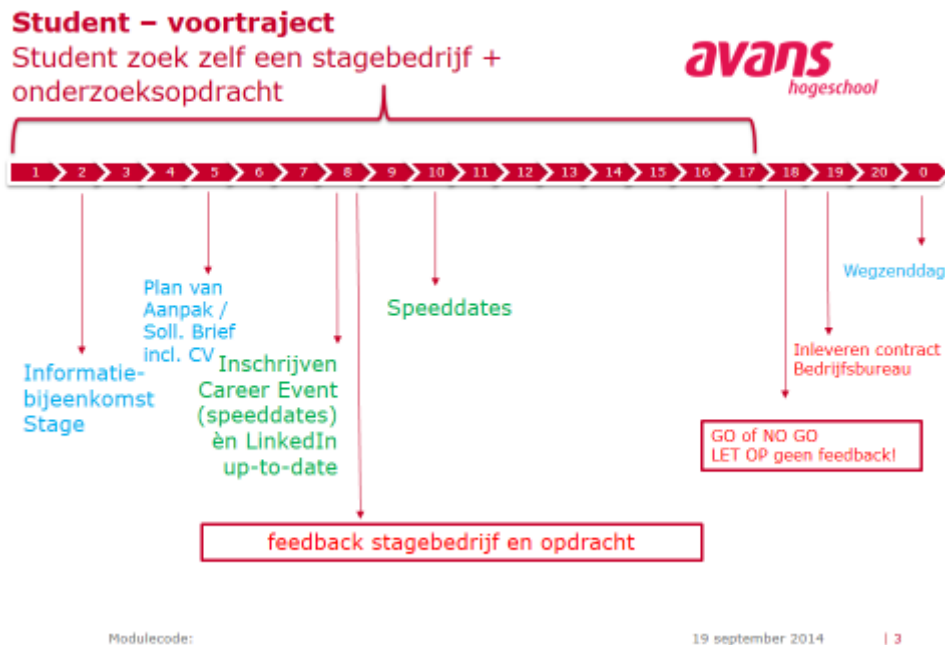 Student – voortraject
Student zoek zelf een stagebedrijf +
onderzoeksopdracht
avans
hogeschool
1 2 3 4 5 6 7 8 9 10 11 12 13 14 15 16 17 18 19 20 0
Informatie-
bijeenkomst
Stage
Plan van
Aanpak /
Soll. Brief
incl. CV
Inschrijven
Career Event
(speeddates)
èn LinkedIn
up-to-date
Speeddates
feedback stagebedrijf en opdracht
GO of NO GO
LET OP geen feedback!
Inleveren contract
Bedrijfsbureau
Wegzenddag
Modulecode:
19 september 2014
| 3